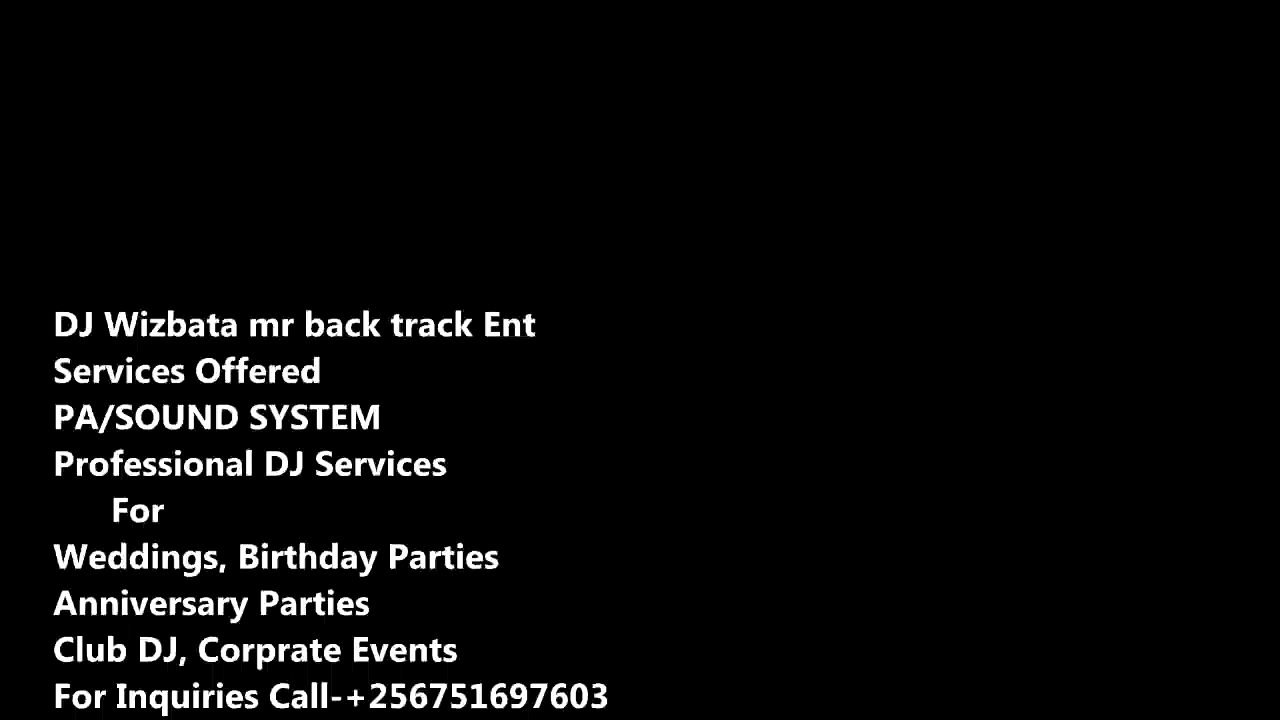 DJ Wizbata mr back track Ent
Services Offered
PA/SOUND SYSTEM
Professional DJ Services
For
Weddings, Birthday Parties
Anniversary Parties
Club DJ, Corprate Events
For Inquiries Call-+256751697603